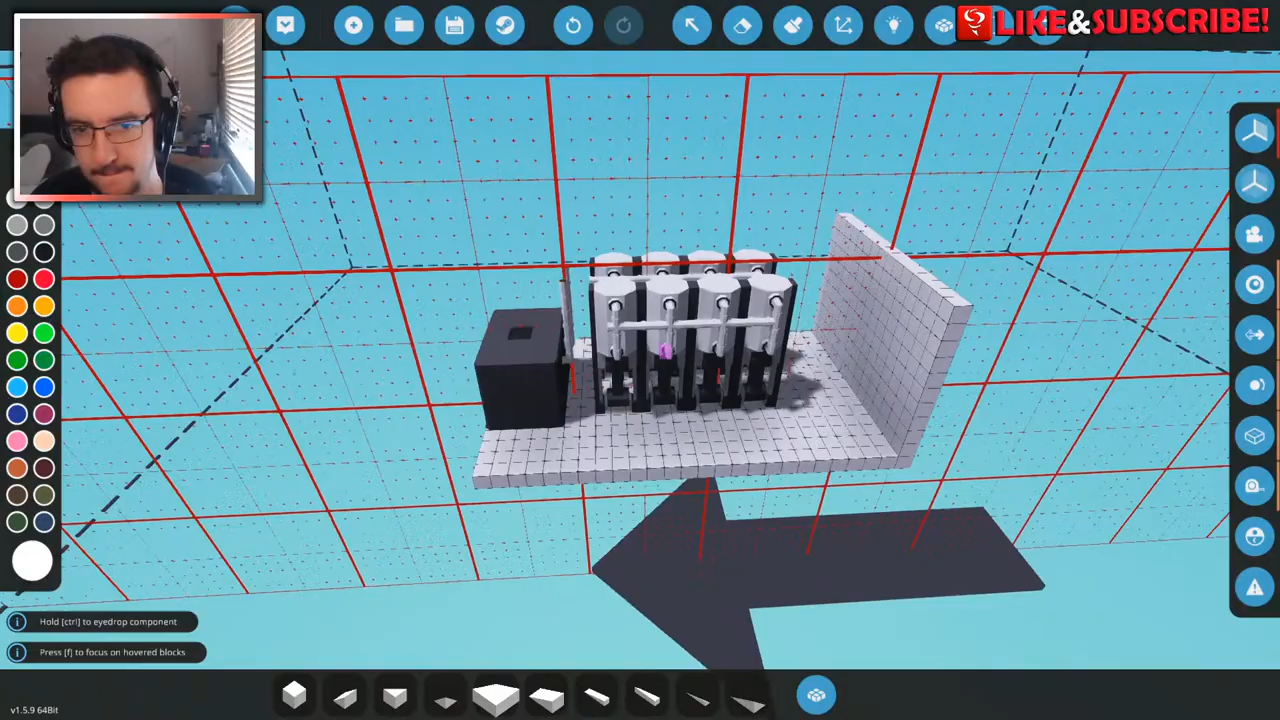 LIKE&SUBSCRIBE!
Hold [ctrl] to eyedrop component
Press [f] to focus on hovered blocks
v1.5.9 64Bit